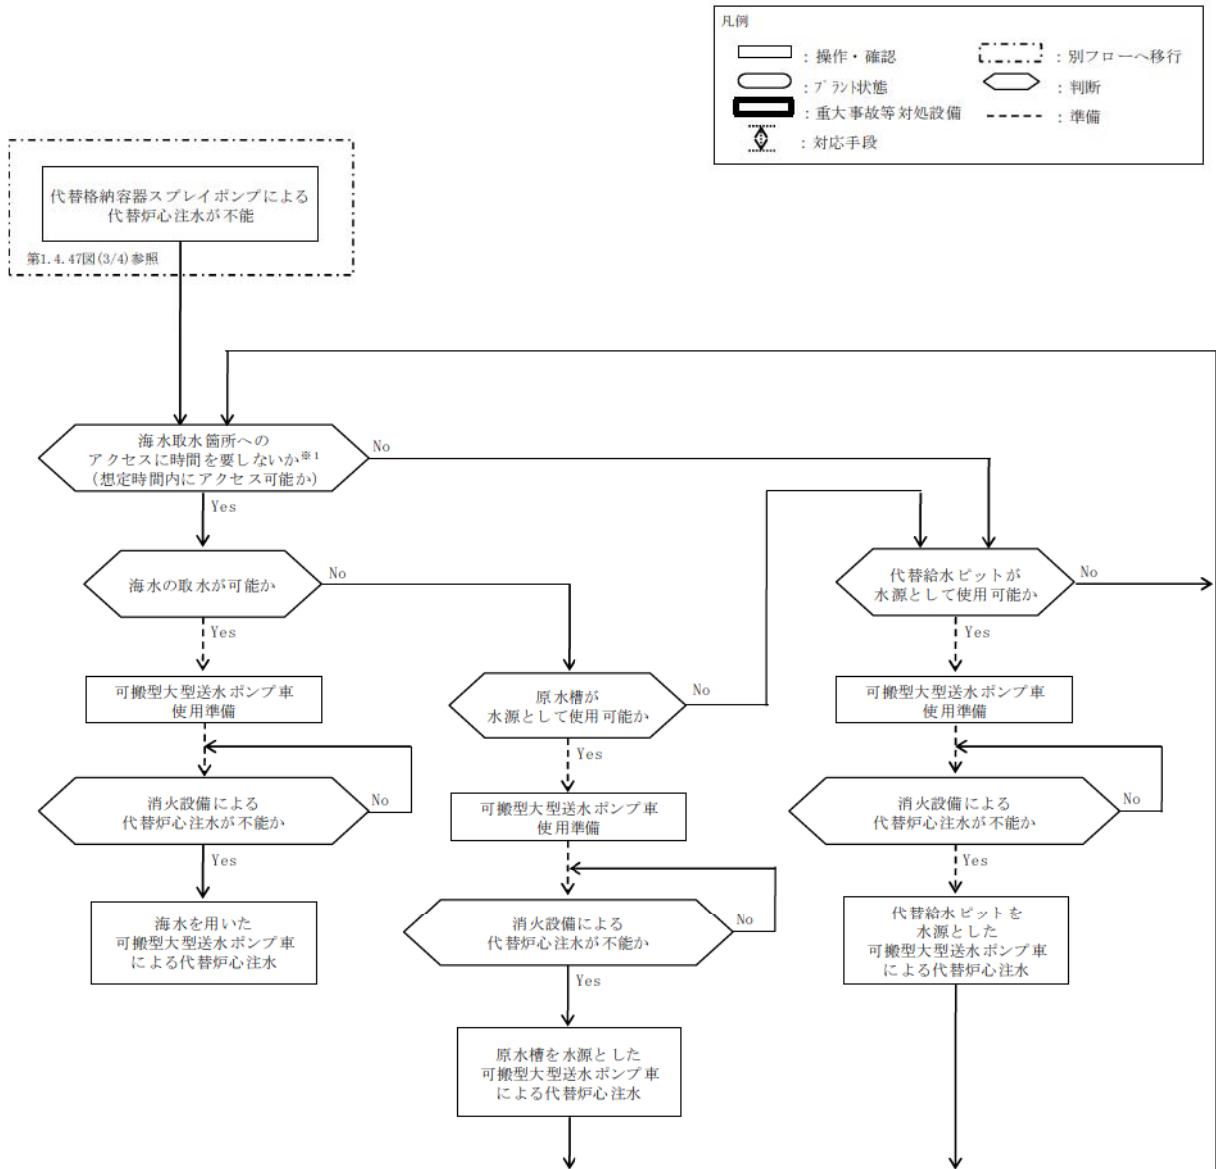 凡例
：操作・確認
：別フローへ移行
：プラント状態
：判断
：重大事故等対処設備
：準備
：対応手段
代替格納容器スプレイポンプによる
代替炉心注水が不能
第1.4.47図(3/4)参照
海水取水箇所への
アクセスに時間を要しないか※1
（想定時間内にアクセス可能か）
No
Yes
海水の取水が可能か
No
Yes
可搬型大型送水ポンプ車
使用準備
消火設備による
代替炉心注水が不能か
No
Yes
海水を用いた
可搬型大型送水ポンプ車
による代替炉心注水
原水槽が
水源として使用可能か
No
Yes
可搬型大型送水ポンプ車
使用準備
消火設備による
代替炉心注水が不能か
No
Yes
原水槽を水源とした
可搬型大型送水ポンプ車
による代替炉心注水
代替給水ピットが
水源として使用可能か
No
Yes
可搬型大型送水ポンプ車
使用準備
消火設備による
代替炉心注水が不能か
No
Yes
代替給水ピットを
水源とした
可搬型大型送水ポンプ車
による代替炉心注水